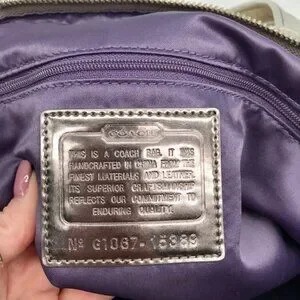 COACH
THIS IS A COACH BAG. IT WAS
HANDCRAFTED IN CHINA FROM THE
FINEST MATERIALS AND LEATHER.
ITS SUPERIOR CRAFTSMANSHIP
REFLECTS OUR COMMITMENT TO
ENDURING QUALITY.
Nº G1067-15389